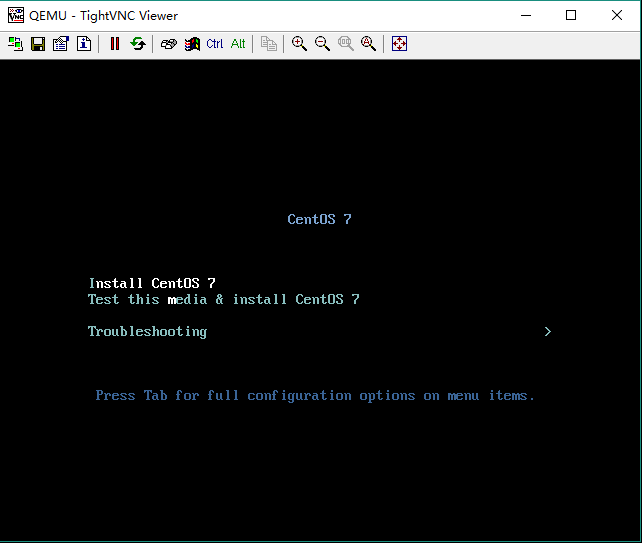 QEMU - TightVNC Viewer
Ctrl Alt
CentOS 7
Install CentOS 7
Test this media & install CentOS 7
Troubleshooting >
Press Tab for full configuration options on menu items.